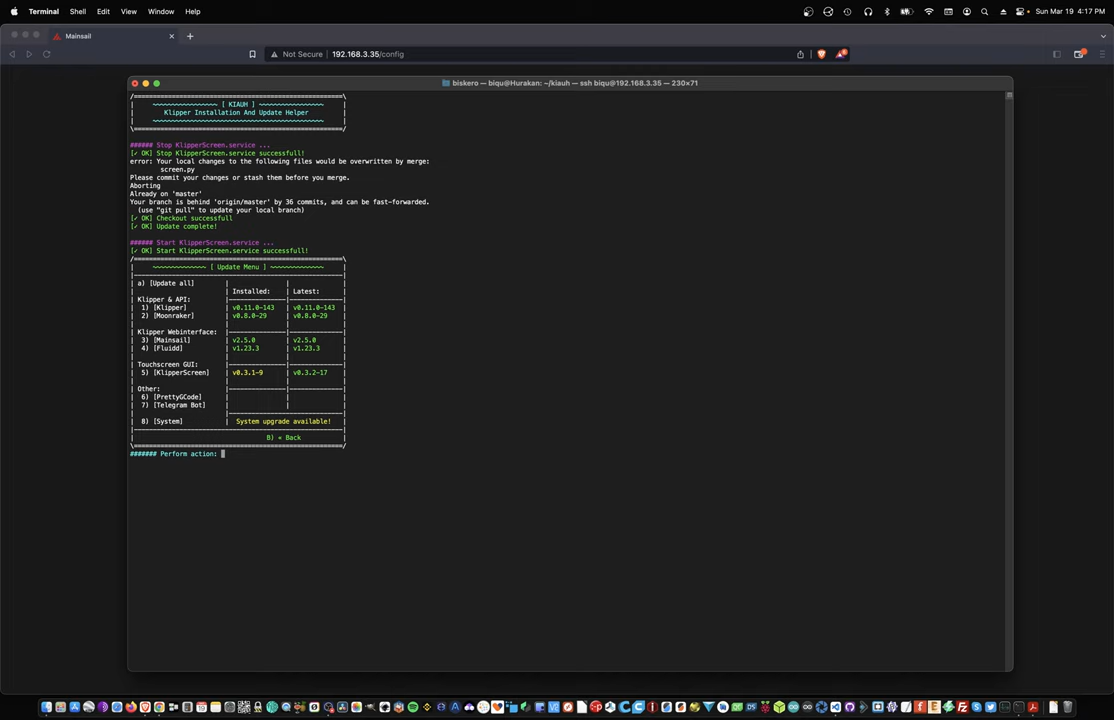 Terminal Shell Edit View Window Help Sun Mar 19 4:17 PM
Mainsail
Not Secure 192.168.3.35/config
biskero — biqu@Hurakan: ~/kiauh — ssh biqu@192.168.3.35 — 230×71
/=======================================================\
| ~~~~~~~~~~~~~~~~~ [ KIAUH ] ~~~~~~~~~~~~~~~~~ |
| Klipper Installation And Update Helper |
| ~~~~~~~~~~~~~~~~~~~~~~~~~~~~~~~~~~~~~~~~~~~ |
\=======================================================/
###### Stop KlipperScreen.service ...
[✓ OK] Stop KlipperScreen.service successfull!
error: Your local changes to the following files would be overwritten by merge:
screen.py
Please commit your changes or stash them before you merge.
Aborting
Already on 'master'
Your branch is behind 'origin/master' by 36 commits, and can be fast-forwarded.
(use "git pull" to update your local branch)
[✓ OK] Checkout successfull
[✓ OK] Update complete!
###### Start KlipperScreen.service ...
[✓ OK] Start KlipperScreen.service successfull!
/=======================================================\
| ~~~~~~~~~~~~~~ [ Update Menu ] ~~~~~~~~~~~~~~ |
|-------------------------------------------------------|
| a) [Update all] | | |
| | Installed: | Latest: |
| Klipper & API: |---------------|---------------|
| 1) [Klipper] | v0.11.0-143 | v0.11.0-143 |
| 2) [Moonraker] | v0.8.0-29 | v0.8.0-29 |
| | | |
| Klipper Webinterface: |---------------|---------------|
| 3) [Mainsail] | v2.5.0 | v2.5.0 |
| 4) [Fluidd] | v1.23.3 | v1.23.3 |
| | | |
| Touchscreen GUI: |---------------|---------------|
| 5) [KlipperScreen] | v0.3.1-9 | v0.3.2-17 |
| | | |
| Other: |---------------|---------------|
| 6) [PrettyGCode] | | |
| 7) [Telegram Bot] | | |
| |-------------------------------|
| 8) [System] | System upgrade available! |
|-------------------------------------------------------|
| B) « Back |
\=======================================================/
####### Perform action: